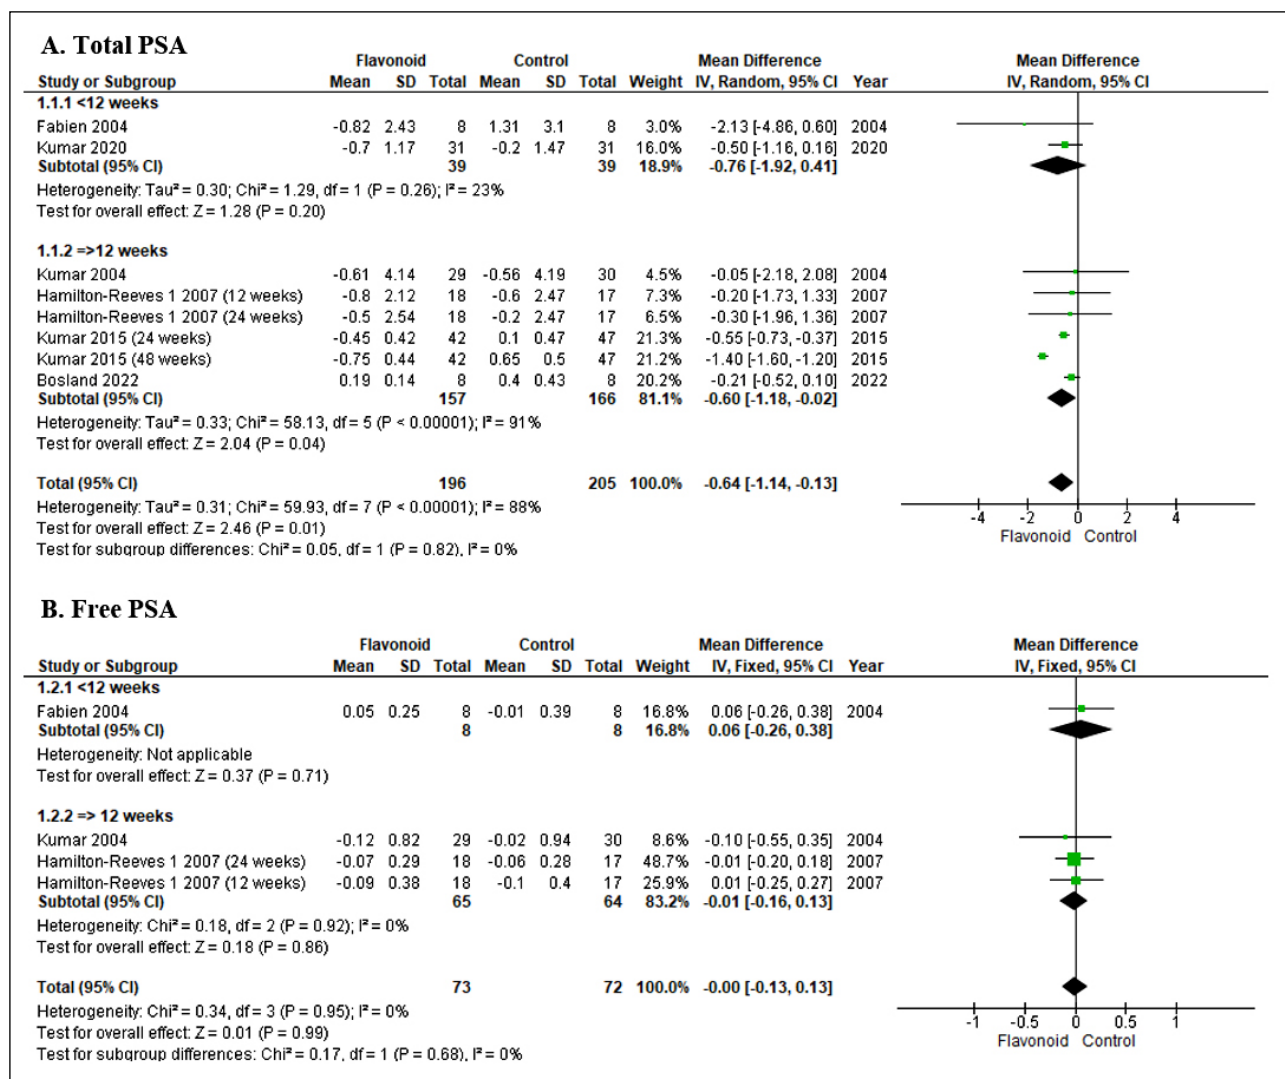 A. Total PSA
Flavonoid Control Mean Difference Mean Difference
Study or Subgroup Mean SD Total Mean SD Total Weight IV, Random, 95% CI Year IV, Random, 95% CI
1.1.1 <12 weeks
Fabien 2004 -0.82 2.43 8 1.31 3.1 8 3.0% -2.13 [-4.86, 0.60] 2004
Kumar 2020 -0.7 1.17 31 -0.2 1.47 31 16.0% -0.50 [-1.16, 0.16] 2020
Subtotal (95% CI) 39 39 18.9% -0.76 [-1.92, 0.41]
Heterogeneity: Tau² = 0.30; Chi² = 1.29, df = 1 (P = 0.26); I² = 23%
Test for overall effect: Z = 1.28 (P = 0.20)
1.1.2 =>12 weeks
Kumar 2004 -0.61 4.14 29 -0.56 4.19 30 4.5% -0.05 [-2.18, 2.08] 2004
Hamilton-Reeves 1 2007 (12 weeks) -0.8 2.12 18 -0.6 2.47 17 7.3% -0.20 [-1.73, 1.33] 2007
Hamilton-Reeves 1 2007 (24 weeks) -0.5 2.54 18 -0.2 2.47 17 6.5% -0.30 [-1.96, 1.36] 2007
Kumar 2015 (24 weeks) -0.45 0.42 42 0.1 0.47 47 21.3% -0.55 [-0.73, -0.37] 2015
Kumar 2015 (48 weeks) -0.75 0.44 42 0.65 0.5 47 21.2% -1.40 [-1.60, -1.20] 2015
Bosland 2022 0.19 0.14 8 0.4 0.43 8 20.2% -0.21 [-0.52, 0.10] 2022
Subtotal (95% CI) 157 166 81.1% -0.60 [-1.18, -0.02]
Heterogeneity: Tau² = 0.33; Chi² = 58.13, df = 5 (P < 0.00001); I² = 91%
Test for overall effect: Z = 2.04 (P = 0.04)
Total (95% CI) 196 205 100.0% -0.64 [-1.14, -0.13]
Heterogeneity: Tau² = 0.31; Chi² = 59.93, df = 7 (P < 0.00001); I² = 88%
Test for overall effect: Z = 2.46 (P = 0.01)
Test for subgroup differences: Chi² = 0.05, df = 1 (P = 0.82), I² = 0%
-4 -2 0 2 4
Flavonoid Control
B. Free PSA
Flavonoid Control Mean Difference Mean Difference
Study or Subgroup Mean SD Total Mean SD Total Weight IV, Fixed, 95% CI Year IV, Fixed, 95% CI
1.2.1 <12 weeks
Fabien 2004 0.05 0.25 8 -0.01 0.39 8 16.8% 0.06 [-0.26, 0.38] 2004
Subtotal (95% CI) 8 8 16.8% 0.06 [-0.26, 0.38]
Heterogeneity: Not applicable
Test for overall effect: Z = 0.37 (P = 0.71)
1.2.2 => 12 weeks
Kumar 2004 -0.12 0.82 29 -0.02 0.94 30 8.6% -0.10 [-0.55, 0.35] 2004
Hamilton-Reeves 1 2007 (24 weeks) -0.07 0.29 18 -0.06 0.28 17 48.7% -0.01 [-0.20, 0.18] 2007
Hamilton-Reeves 1 2007 (12 weeks) -0.09 0.38 18 -0.1 0.4 17 25.9% 0.01 [-0.25, 0.27] 2007
Subtotal (95% CI) 65 64 83.2% -0.01 [-0.16, 0.13]
Heterogeneity: Chi² = 0.18, df = 2 (P = 0.92); I² = 0%
Test for overall effect: Z = 0.18 (P = 0.86)
Total (95% CI) 73 72 100.0% -0.00 [-0.13, 0.13]
Heterogeneity: Chi² = 0.34, df = 3 (P = 0.95); I² = 0%
Test for overall effect: Z = 0.01 (P = 0.99)
Test for subgroup differences: Chi² = 0.17, df = 1 (P = 0.68), I² = 0%
-1 -0.5 0 0.5 1
Flavonoid Control